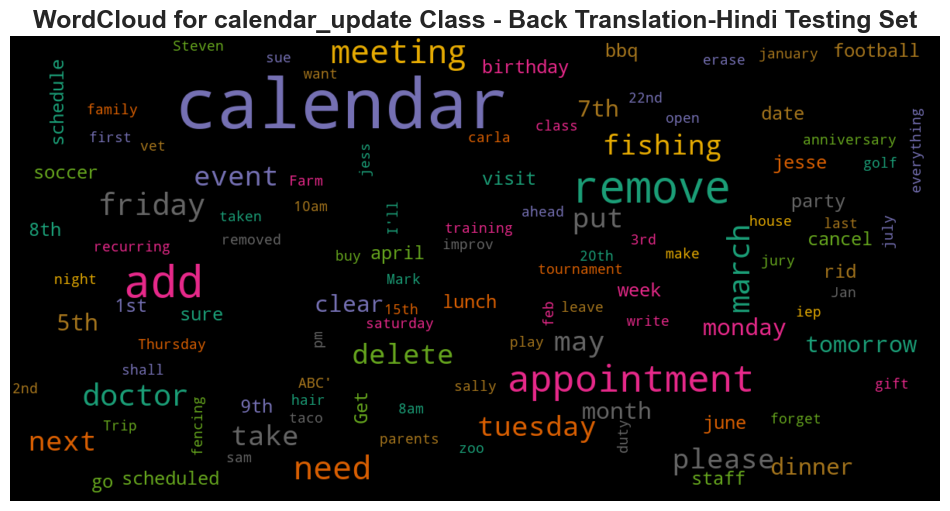 WordCloud for calendar_update Class - Back Translation-Hindi Testing Set
Steven
meeting
bbq
january
football
sue
erase
want
birthday
calendar
schedule
7th
22nd
family
date
open
carla
class
everything
first
vet
fishing
anniversary
jess
soccer
event
Farm
visit
jesse
golf
remove
friday
10am
party
taken
I'll
ahead
put
house
last
july
8th
training
cancel
removed
improv
3rd
march
recurring
buy
april
20th
make
jury
night
add
Mark
tournament
rid
week
Jan
1st
clear
15th
lunch
feb
leave
iep
sure
5th
saturday
write
monday
Thursday
pm
play
may
tomorrow
delete
shall
2nd
ABC'
sally
appointment
gift
doctor
hair
9th
Get
8am
month
taco
Trip
fencing
tuesday
june
forget
next
take
parents
duty
zoo
sam
need
please
dinner
go
scheduled
staff